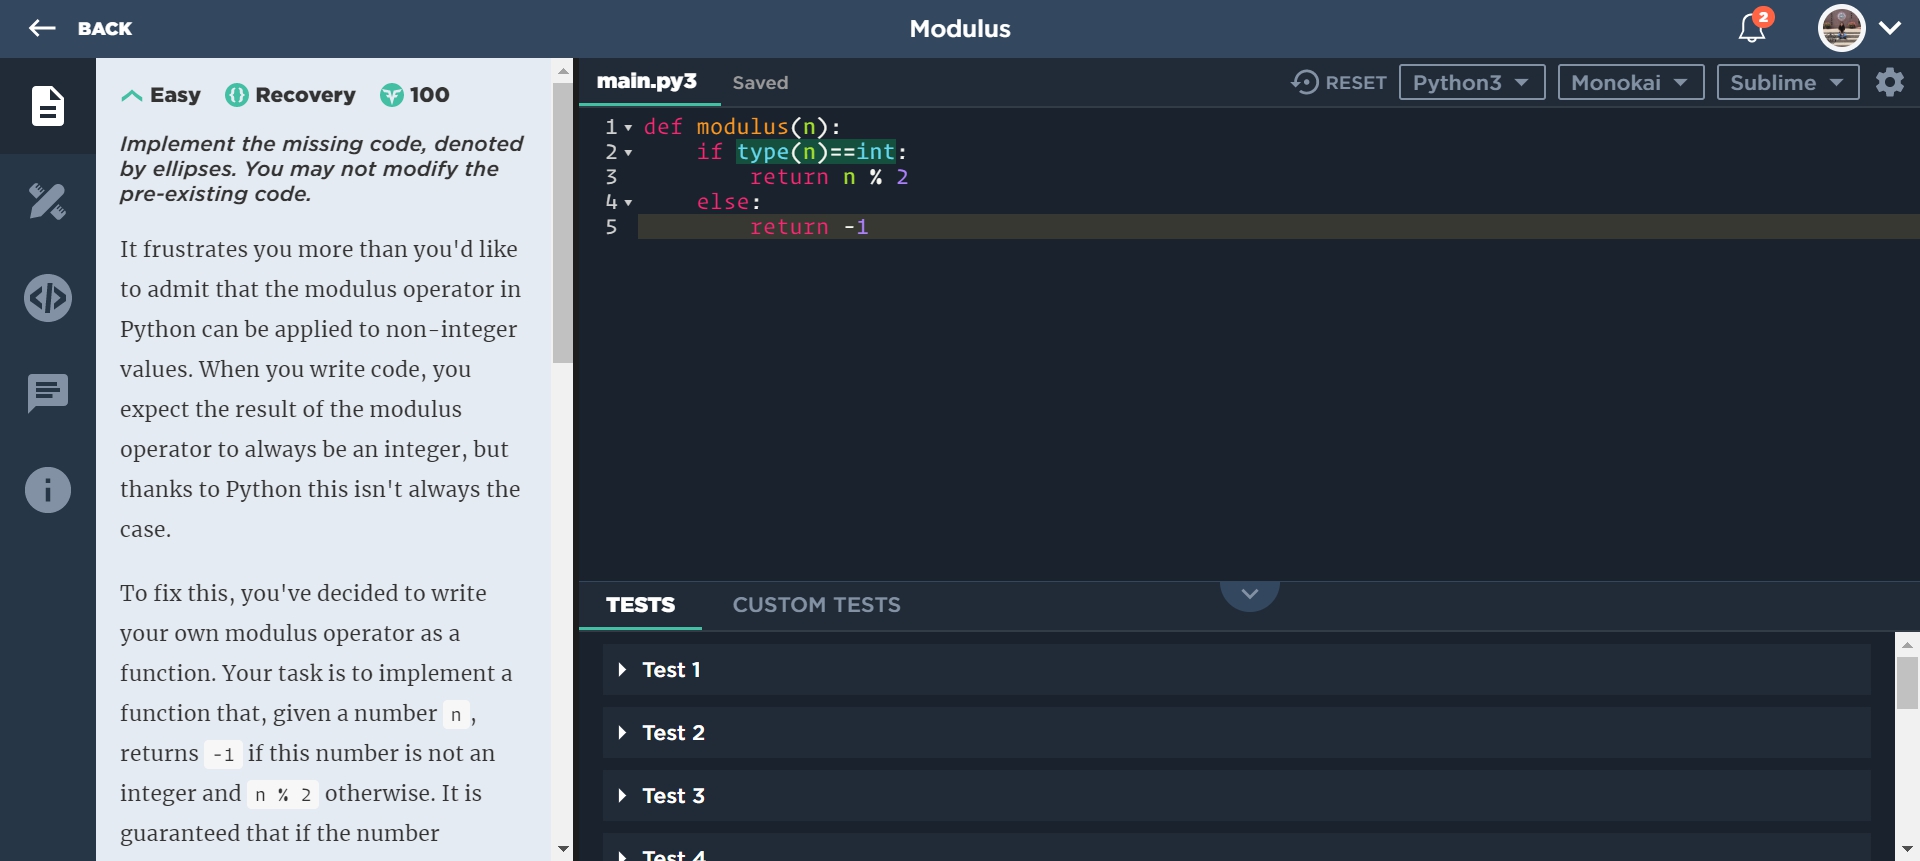 BACK
Modulus
2
Easy Recovery 100
Implement the missing code, denoted
by ellipses. You may not modify the
pre-existing code.
It frustrates you more than you'd like
to admit that the modulus operator in
Python can be applied to non-integer
values. When you write code, you
expect the result of the modulus
operator to always be an integer, but
thanks to Python this isn't always the
case.
To fix this, you've decided to write
your own modulus operator as a
function. Your task is to implement a
function that, given a number n,
returns -1 if this number is not an
integer and n % 2 otherwise. It is
guaranteed that if the number
main.py3 Saved RESET Python3 Monokai Sublime
1 def modulus(n):
2 if type(n)==int:
3 return n % 2
4 else:
5 return -1
TESTS CUSTOM TESTS
Test 1
Test 2
Test 3
Test 4